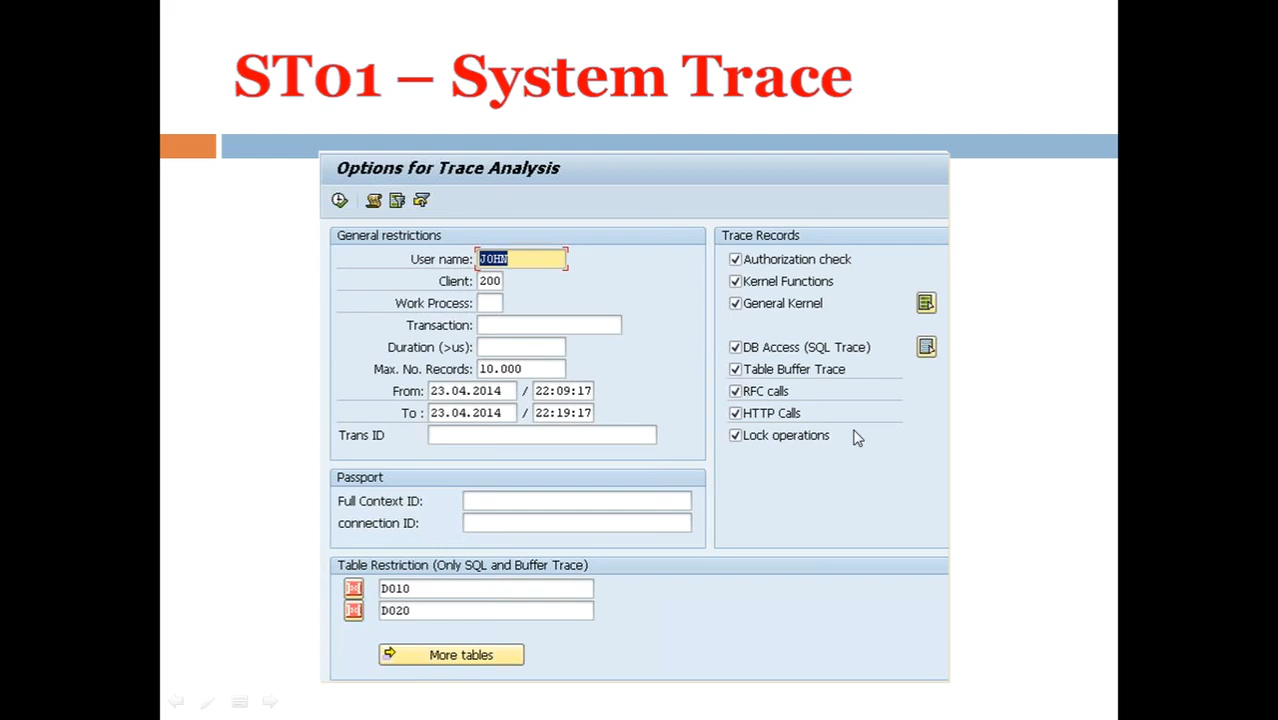 ST01 – System Trace
Options for Trace Analysis
General restrictions
User name: JOHN
Client: 200
Work Process:
Transaction:
Duration (>us):
Max. No. Records: 10.000
From: 23.04.2014 / 22:09:17
To : 23.04.2014 / 22:19:17
Trans ID
Passport
Full Context ID:
connection ID:
Trace Records
Authorization check
Kernel Functions
General Kernel
DB Access (SQL Trace)
Table Buffer Trace
RFC calls
HTTP Calls
Lock operations
Table Restriction (Only SQL and Buffer Trace)
D010
D020
More tables